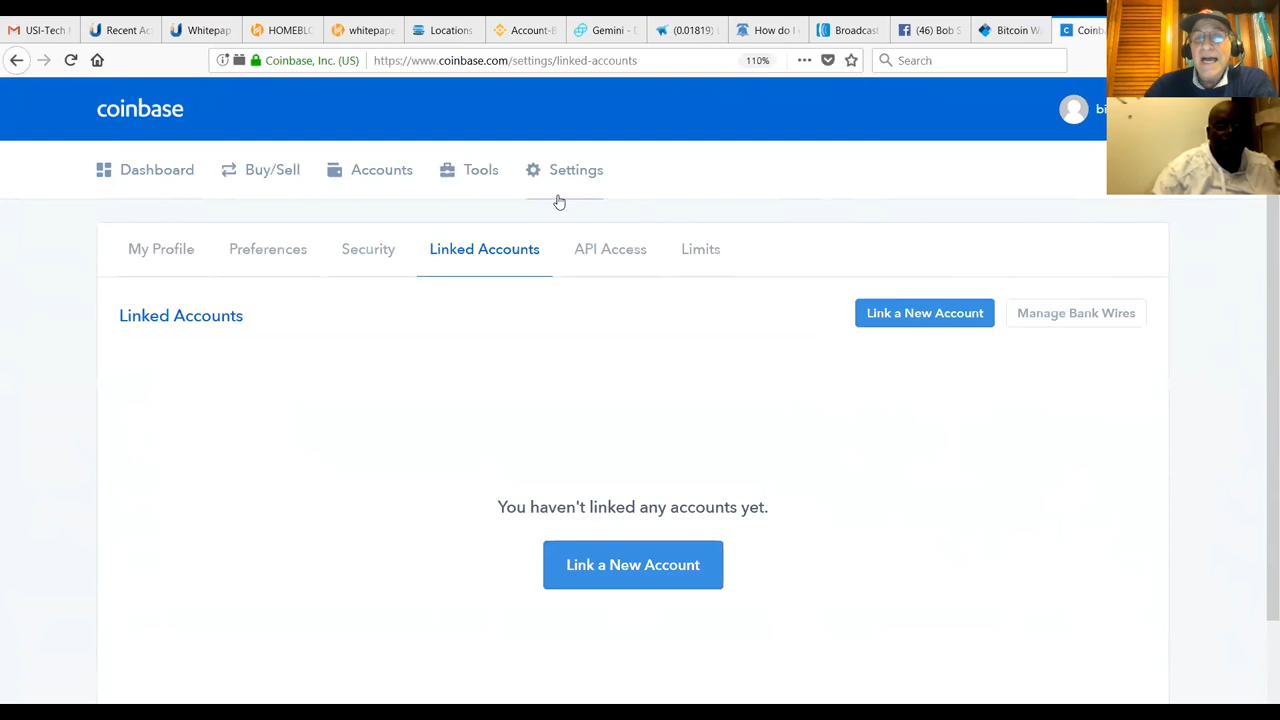 USI-Tech
Recent Ac
Whitepap
HOMEBLO
whitepape
Locations
Account-B
Gemini -
(0.01819)
How do I
Broadcast
(46) Bob S
Bitcoin W
Coinb
Coinbase, Inc. (US)
https://www.coinbase.com/settings/linked-accounts
110%
Search
coinbase
bi
Dashboard
Buy/Sell
Accounts
Tools
Settings
My Profile
Preferences
Security
Linked Accounts
API Access
Limits
Linked Accounts
Link a New Account
Manage Bank Wires
You haven't linked any accounts yet.
Link a New Account